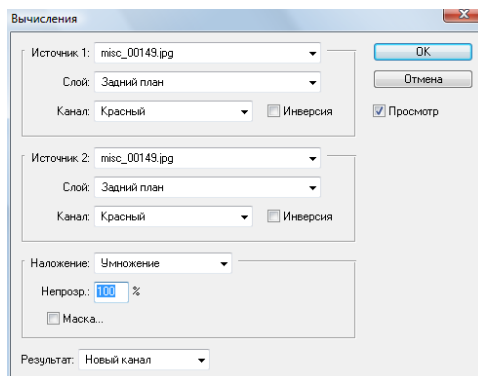 Вычисления
Источник 1: misc_00149.jpg
OK
Слой: Задний план
Отмена
Канал: Красный
Инверсия
Просмотр
Источник 2: misc_00149.jpg
Слой: Задний план
Канал: Красный
Инверсия
Наложение: Умножение
Непрозр.: 100 %
Маска...
Результат: Новый канал